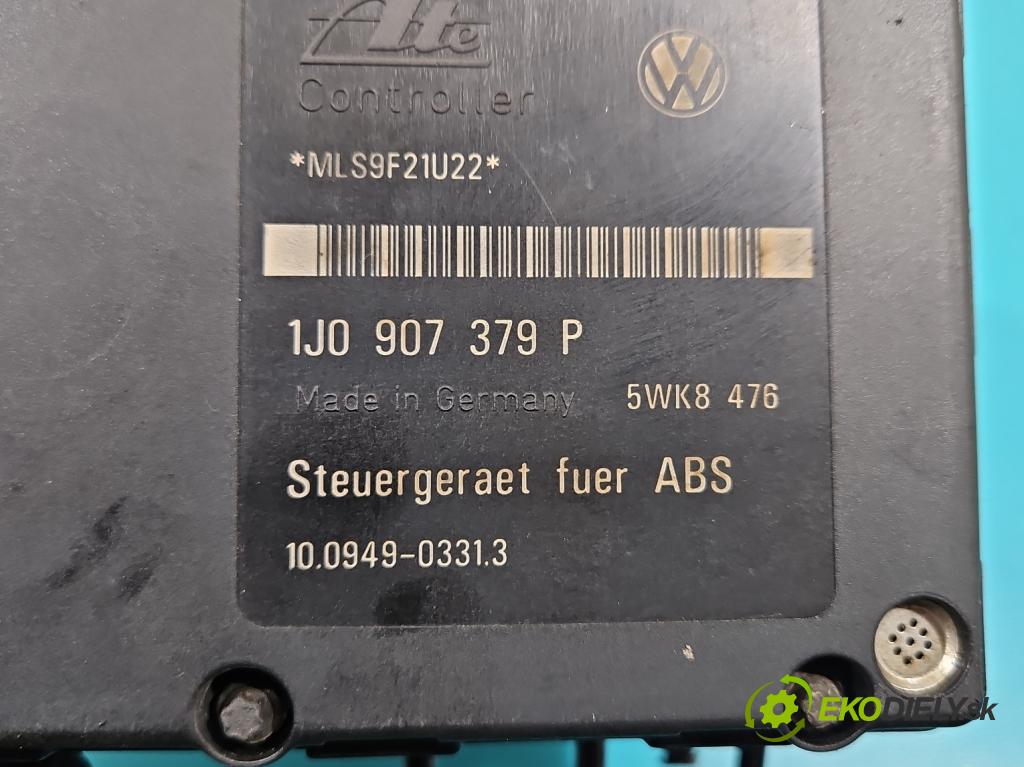 Ate
Controller
*MLS9F21U22*
1J0 907 379 P
Made in Germany 5WK8 476
Steuergeraet fuer ABS
10.0949-0331.3
EKODIELY.sk